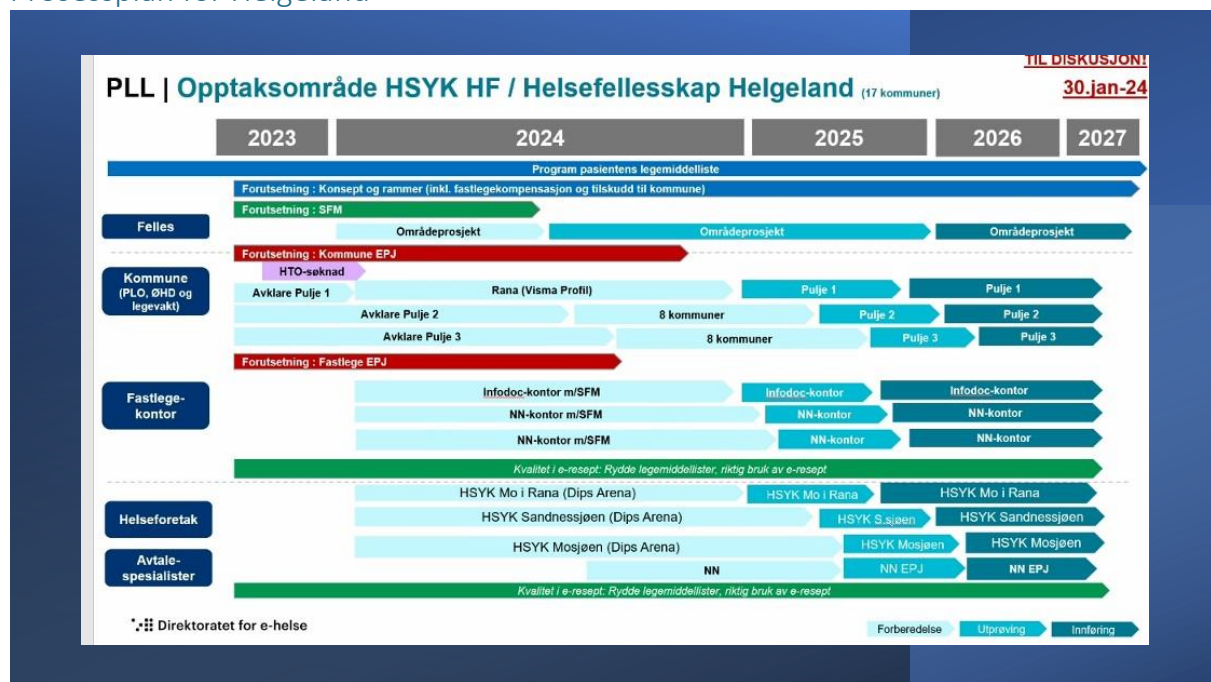 Prosessplan for Helgeland
TIL DISKUSJON!
PLL | Opptaksområde HSYK HF / Helsefellesskap Helgeland (17 kommuner)
30.jan-24
2023 2024 2025 2026 2027
Program pasientens legemiddelliste
Forutsetning : Konsept og rammer (inkl. fastlegekompensasjon og tilskudd til kommune)
Forutsetning : SFM
Felles
Områdeprosjekt Områdeprosjekt Områdeprosjekt
Forutsetning : Kommune EPJ
HTO-søknad
Kommune
(PLO, ØHD og
legevakt)
Avklare Pulje 1 Rana (Visma Profil) Pulje 1 Pulje 1
Avklare Pulje 2 8 kommuner Pulje 2 Pulje 2
Avklare Pulje 3 8 kommuner Pulje 3 Pulje 3
Forutsetning : Fastlege EPJ
Fastlege-
kontor
Infodoc-kontor m/SFM Infodoc-kontor Infodoc-kontor
NN-kontor m/SFM NN-kontor NN-kontor
NN-kontor m/SFM NN-kontor NN-kontor
Kvalitet i e-resept: Rydde legemiddellister, riktig bruk av e-resept
Helseforetak
HSYK Mo i Rana (Dips Arena) HSYK Mo i Rana HSYK Mo i Rana
HSYK Sandnessjøen (Dips Arena) HSYK S.sjøen HSYK Sandnessjøen
HSYK Mosjøen (Dips Arena) HSYK Mosjøen HSYK Mosjøen
Avtale-
spesialister
NN NN EPJ NN EPJ
Kvalitet i e-resept: Rydde legemiddellister, riktig bruk av e-resept
Direktoratet for e-helse
Forberedelse Utprøving Innføring